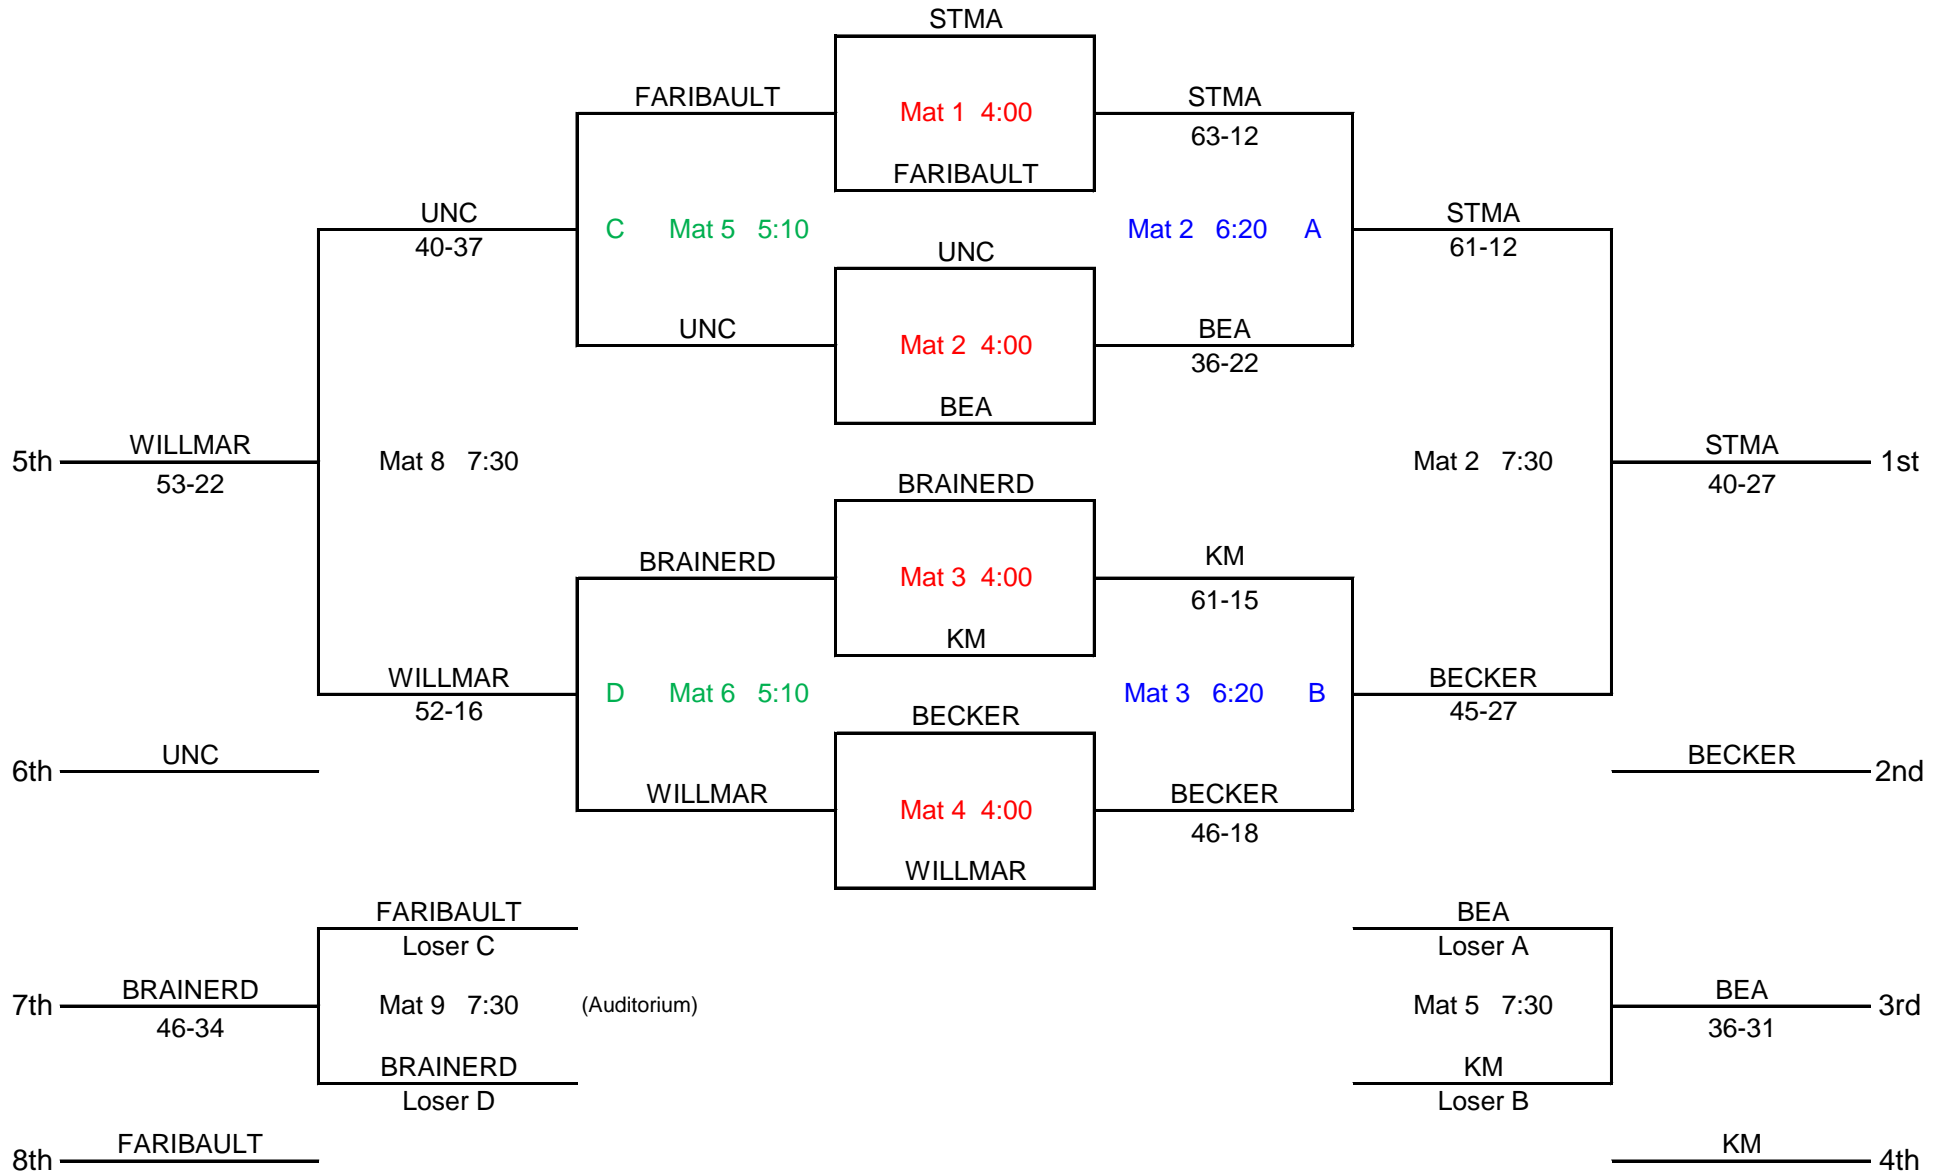 STMA
FARIBAULT
Mat 1 4:00
STMA
63-12
FARIBAULT
UNC
40-37
C Mat 5 5:10
Mat 2 6:20 A
STMA
61-12
UNC
UNC
Mat 2 4:00
BEA
36-22
BEA
5th
WILLMAR
53-22
Mat 8 7:30
Mat 2 7:30
STMA
40-27
1st
BRAINERD
BRAINERD
Mat 3 4:00
KM
61-15
KM
WILLMAR
52-16
D Mat 6 5:10
Mat 3 6:20 B
BECKER
45-27
BECKER
6th
UNC
BECKER
2nd
WILLMAR
Mat 4 4:00
BECKER
46-18
WILLMAR
FARIBAULT
Loser C
BEA
Loser A
7th
BRAINERD
46-34
Mat 9 7:30
(Auditorium)
Mat 5 7:30
BEA
36-31
3rd
BRAINERD
Loser D
KM
Loser B
8th
FARIBAULT
KM
4th